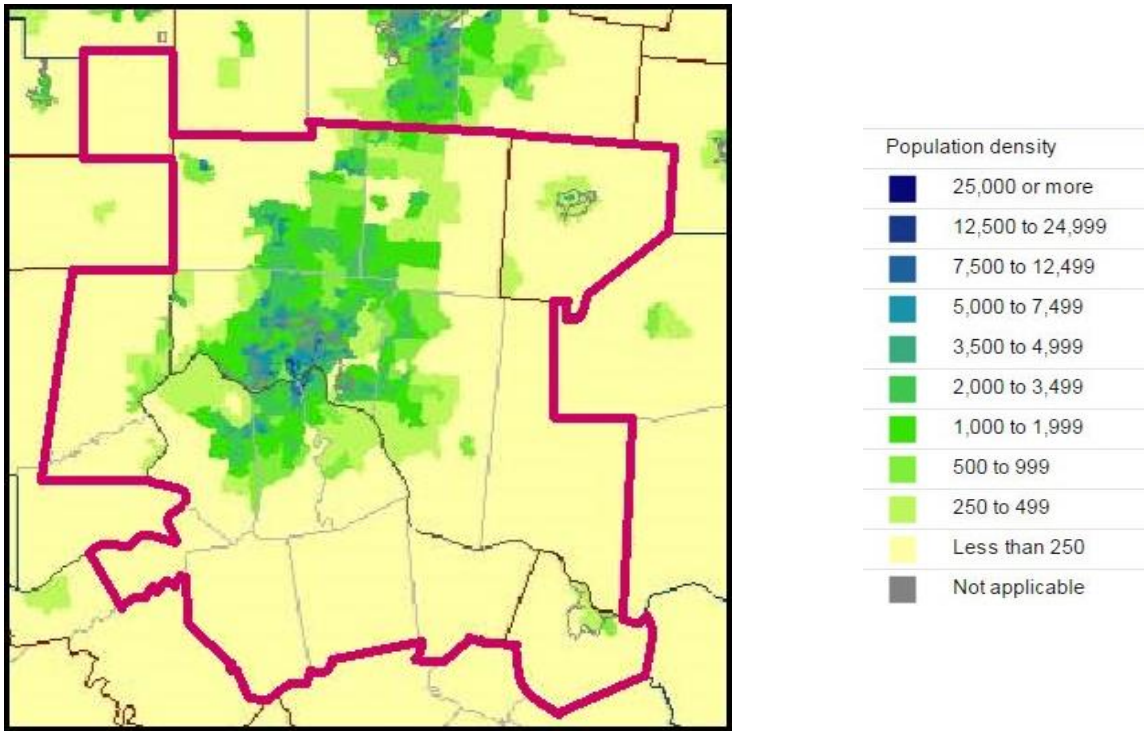 Population density
25,000 or more
12,500 to 24,999
7,500 to 12,499
5,000 to 7,499
3,500 to 4,999
2,000 to 3,499
1,000 to 1,999
500 to 999
250 to 499
Less than 250
Not applicable